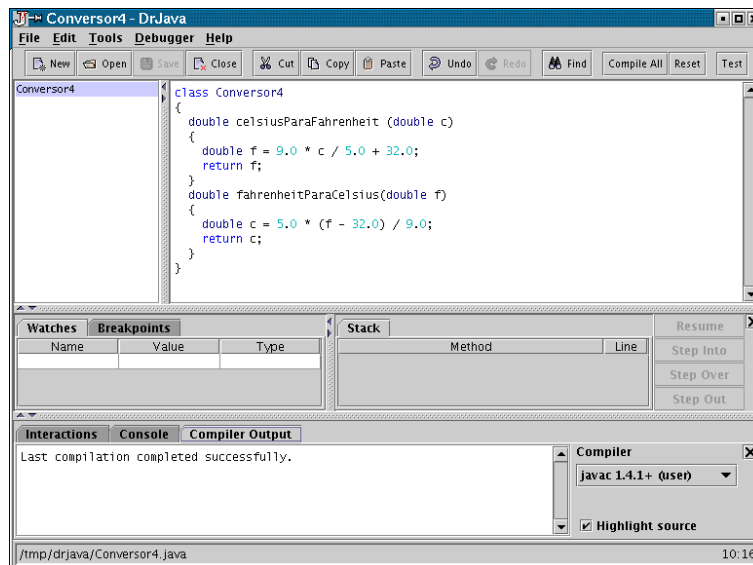 Conversor4 - DrJava
File Edit Tools Debugger Help
New Open Save Close Cut Copy Paste Undo Redo Find Compile All Reset Test
Conversor4
class Conversor4
{
double celsiusParaFahrenheit (double c)
{
double f = 9.0 * c / 5.0 + 32.0;
return f;
}
double fahrenheitParaCelsius(double f)
{
double c = 5.0 * (f - 32.0) / 9.0;
return c;
}
}
Watches Breakpoints
Name Value Type
Stack
Method Line
Resume
Step Into
Step Over
Step Out
Interactions Console Compiler Output
Last compilation completed successfully.
Compiler
javac 1.4.1+ (user)
Highlight source
/tmp/drjava/Conversor4.java
10:16